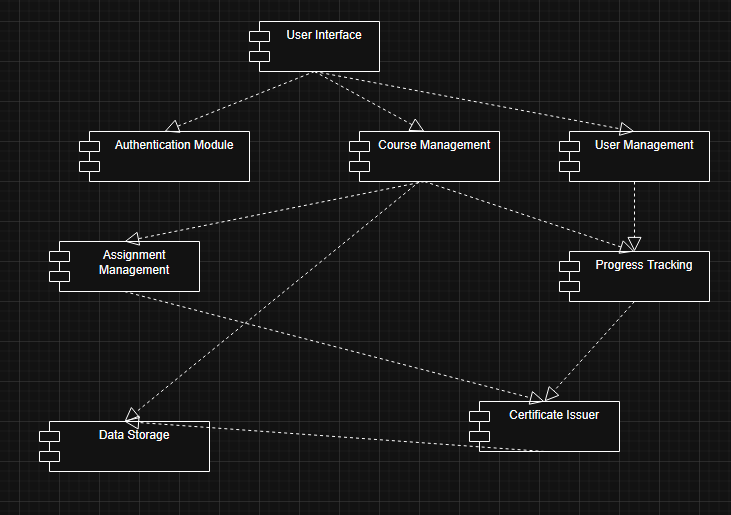 User Interface
Authentication Module
Course Management
User Management
Assignment
Management
Progress Tracking
Certificate Issuer
Data Storage